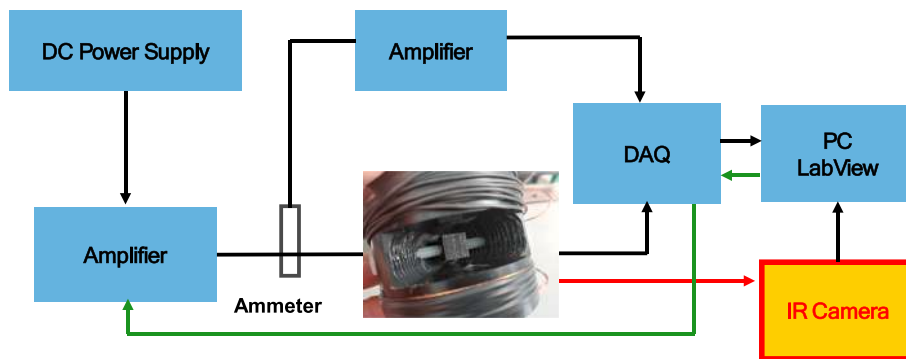 DC Power Supply
Amplifier
DAQ
PC
LabView
Amplifier
Ammeter
IR Camera